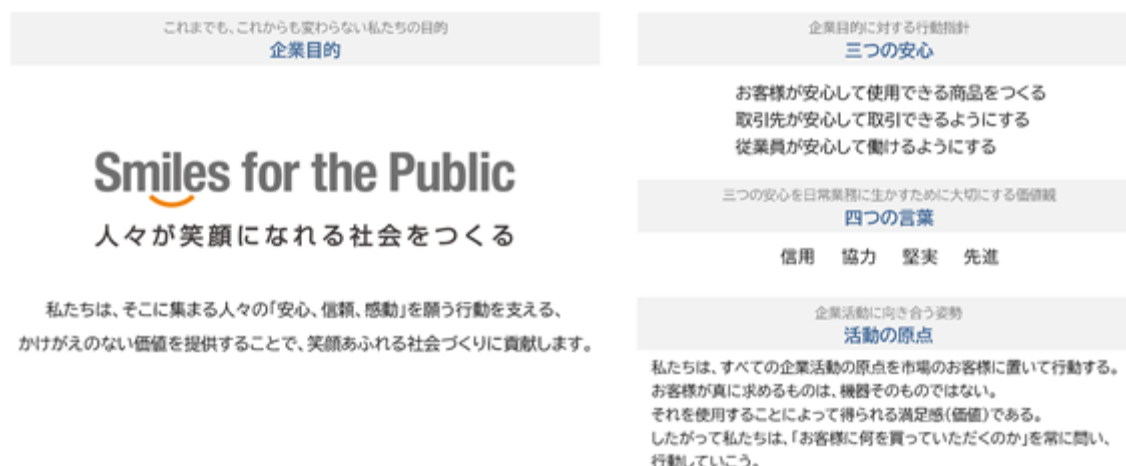 これまでも、これからも変わらない私たちの目的
企業目的
Smiles for the Public
人々が笑顔になれる社会をつくる
私たちは、そこに集まる人々の「安心、信頼、感動」を願う行動を支える、
かけがえのない価値を提供することで、笑顔あふれる社会づくりに貢献します。
企業目的に対する行動指針
三つの安心
お客様が安心して使用できる商品をつくる
取引先が安心して取引できるようにする
従業員が安心して働けるようにする
三つの安心を日常業務に生かすために大切にする価値観
四つの言葉
信用 協力 堅実 先進
企業活動に向き合う姿勢
活動の原点
私たちは、すべての企業活動の原点を市場のお客様に置いて行動する。
お客様が真に求めるものは、機器そのものではない。
それを使用することによって得られる満足感(価値)である。
したがって私たちは、「お客様に何を買っていただくのか」を常に問い、
行動していこう。